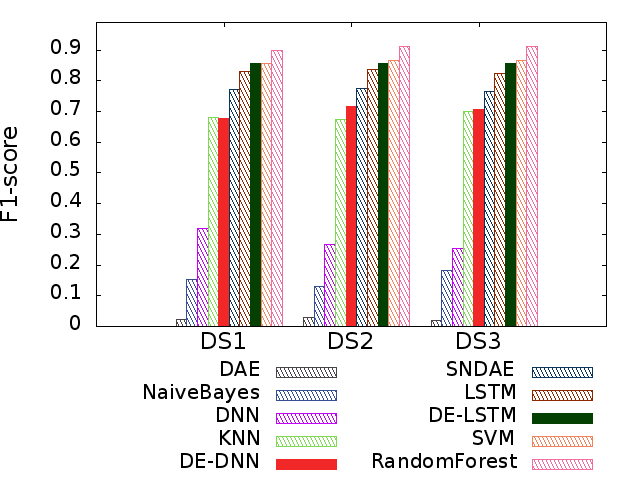 0.9
0.8
0.7
0.6
0.5
0.4
0.3
0.2
0.1
0
F1-score
DS1 DS2 DS3
DAE SNDAE
NaiveBayes LSTM
DNN DE-LSTM
KNN SVM
DE-DNN RandomForest